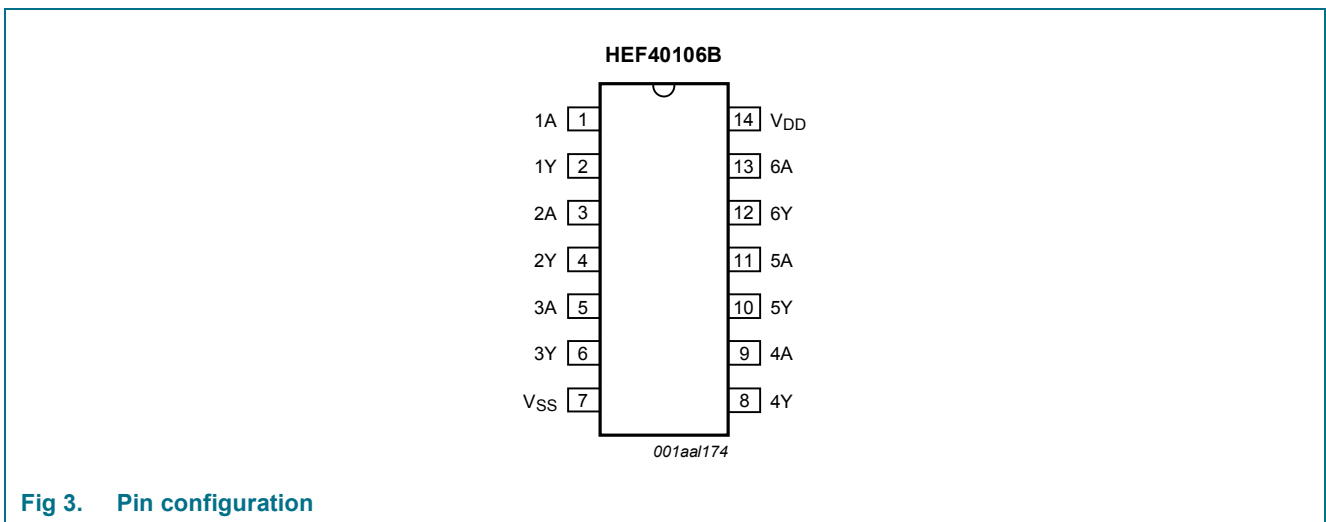 HEF40106B
1A 1 14 VDD
1Y 2 13 6A
2A 3 12 6Y
2Y 4 11 5A
3A 5 10 5Y
3Y 6 9 4A
VSS 7 8 4Y
001aal174
Fig 3. Pin configuration